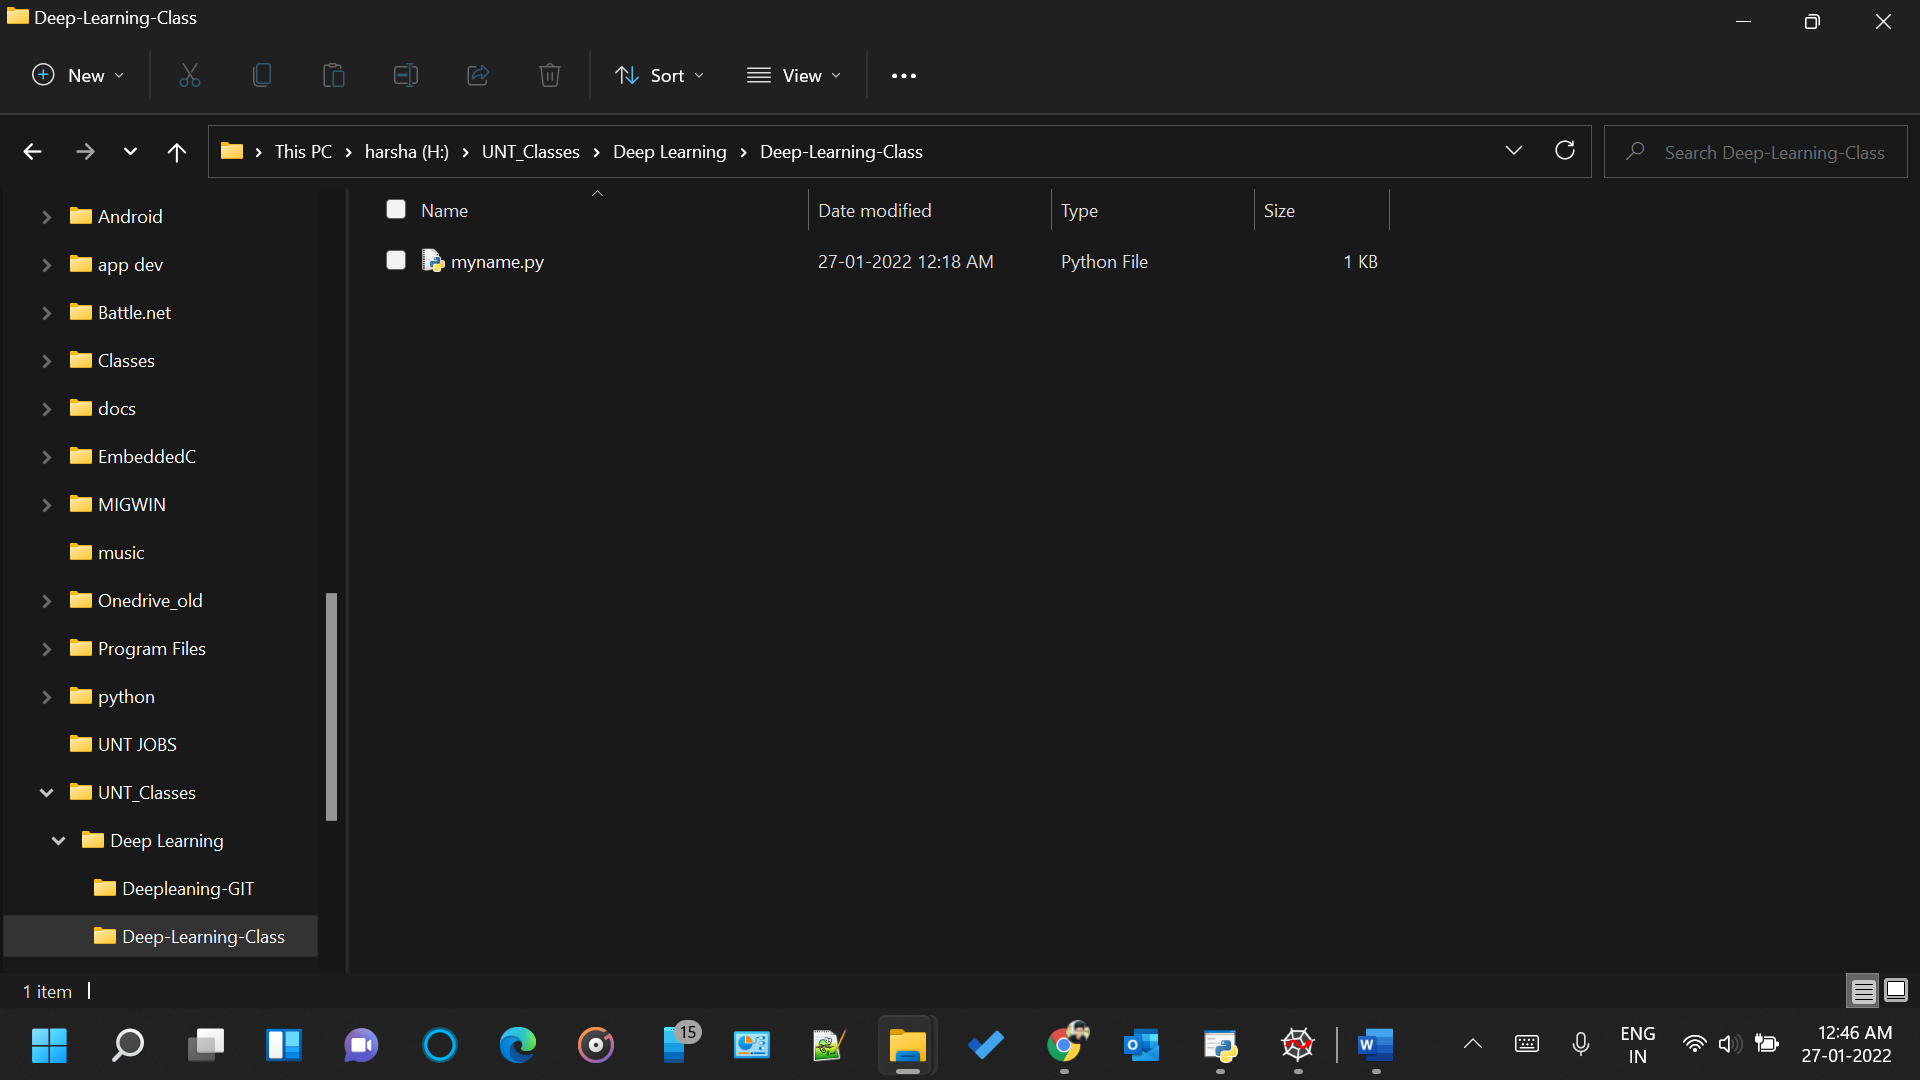 Deep-Learning-Class
New Sort View
This PC harsha (H:) UNT_Classes Deep Learning Deep-Learning-Class Search Deep-Learning-Class
Name Date modified Type Size
myname.py 27-01-2022 12:18 AM Python File 1 KB
Android
app dev
Battle.net
Classes
docs
EmbeddedC
MIGWIN
music
Onedrive_old
Program Files
python
UNT JOBS
UNT_Classes
Deep Learning
Deepleaning-GIT
Deep-Learning-Class
1 item
15
ENG
IN
12:46 AM
27-01-2022